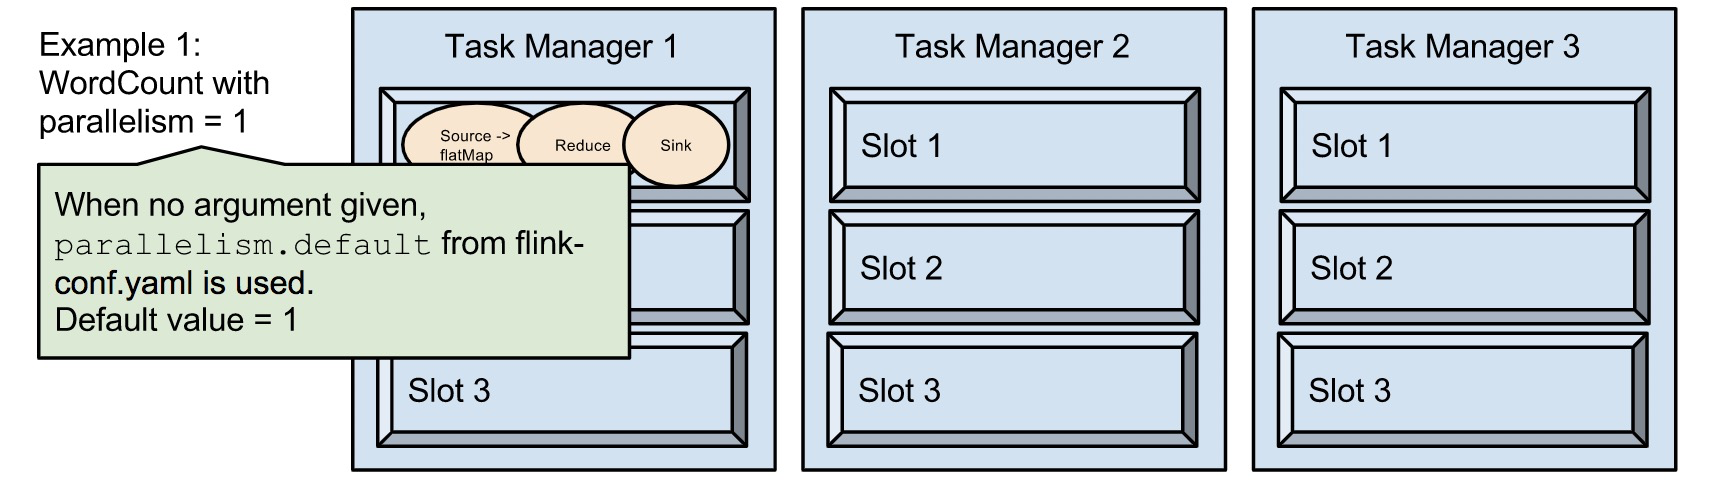 Example 1:
WordCount with
parallelism = 1
When no argument given,
parallelism.default from flink-
conf.yaml is used.
Default value = 1
Task Manager 1
Source ->
flatMap
Reduce
Sink
Slot 3
Task Manager 2
Slot 1
Slot 2
Slot 3
Task Manager 3
Slot 1
Slot 2
Slot 3